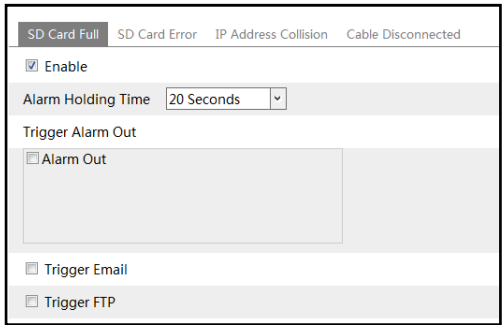 SD Card Full SD Card Error IP Address Collision Cable Disconnected
Enable
Alarm Holding Time 20 Seconds
Trigger Alarm Out
Alarm Out
Trigger Email
Trigger FTP